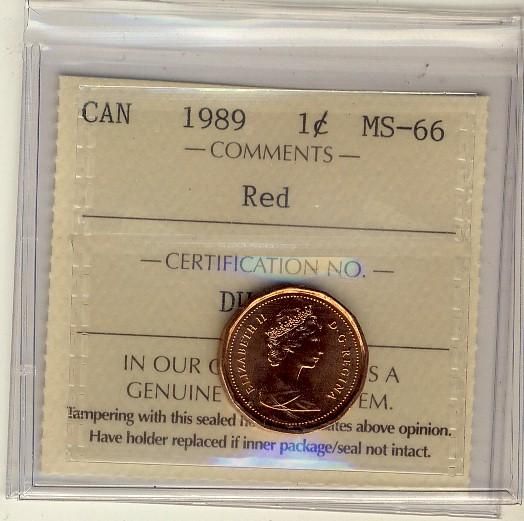 CAN 1989 1¢ MS-66
— COMMENTS —
Red
— CERTIFICATION NO. —
ELIZABETH II D·G·REGINA
IN OUR S A
GENUINE EM.
Tampering with this sealed above opinion.
Have holder replaced if inner package/seal not intact.